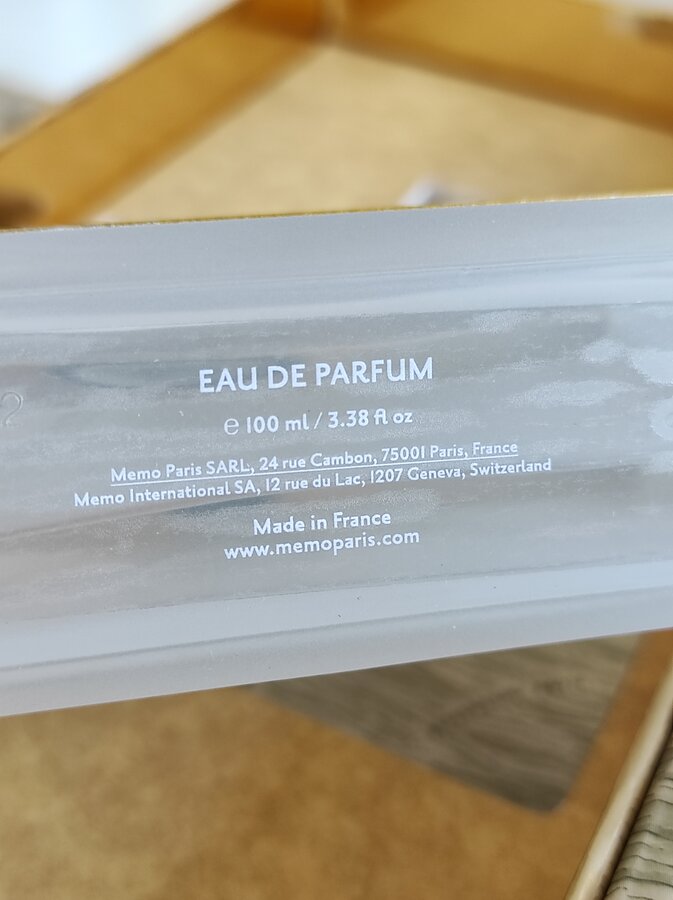 EAU DE PARFUM
℮ 100 ml / 3.38 fl oz
Memo Paris SARL, 24 rue Cambon, 75001 Paris, France
Memo International SA, 12 rue du Lac, 1207 Geneva, Switzerland
Made in France
www.memoparis.com